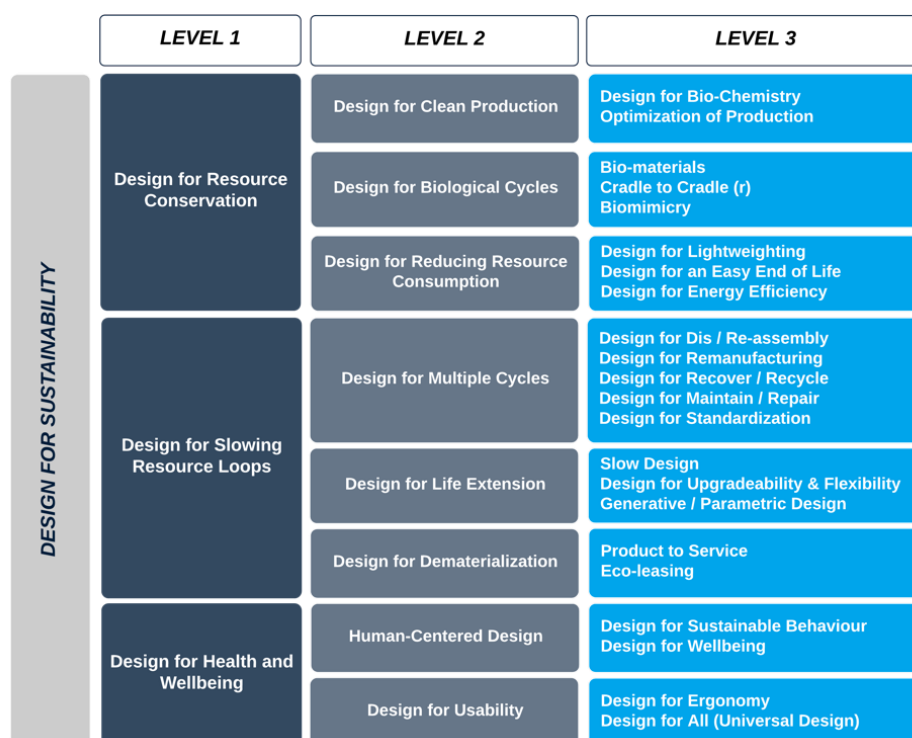 LEVEL 1
LEVEL 2
LEVEL 3
DESIGN FOR SUSTAINABILITY
Design for Resource
Conservation
Design for Clean Production
Design for Bio-Chemistry
Optimization of Production
Design for Biological Cycles
Bio-materials
Cradle to Cradle (r)
Biomimicry
Design for Reducing Resource
Consumption
Design for Lightweighting
Design for an Easy End of Life
Design for Energy Efficiency
Design for Slowing
Resource Loops
Design for Multiple Cycles
Design for Dis / Re-assembly
Design for Remanufacturing
Design for Recover / Recycle
Design for Maintain / Repair
Design for Standardization
Design for Life Extension
Slow Design
Design for Upgradeability & Flexibility
Generative / Parametric Design
Design for Dematerialization
Product to Service
Eco-leasing
Design for Health and
Wellbeing
Human-Centered Design
Design for Sustainable Behaviour
Design for Wellbeing
Design for Usability
Design for Ergonomy
Design for All (Universal Design)